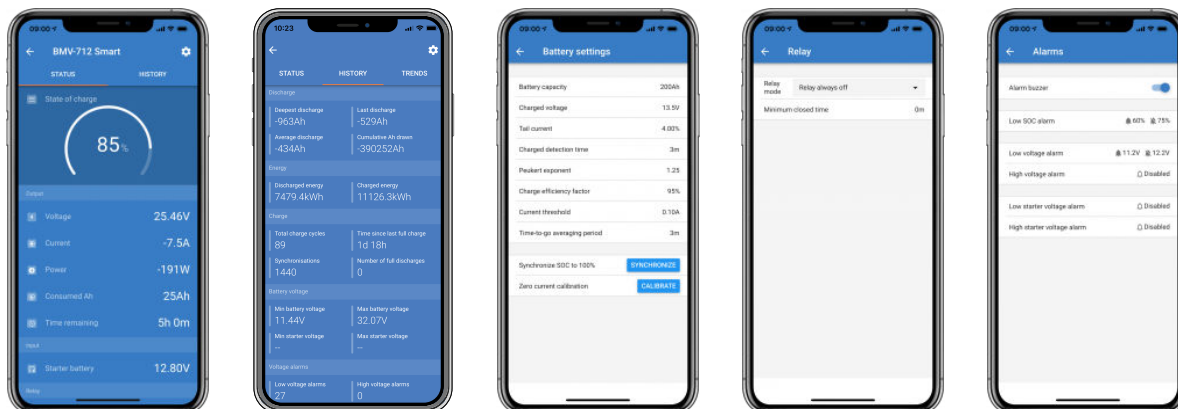 09:00
BMV-712 Smart
STATUS HISTORY
State of charge
85%
Output
Voltage 25.46V
Current -7.5A
Power -191W
Consumed Ah 25Ah
Time remaining 5h 0m
Input
Starter battery 12.80V
Relay
10:23
STATUS HISTORY TRENDS
Discharge
Deepest discharge Last discharge
-963Ah -529Ah
Average discharge Cumulative Ah drawn
-434Ah -390252Ah
Energy
Discharged energy Charged energy
7479.4kWh 11126.3kWh
Charge
Total charge cycles Time since last full charge
89 1d 18h
Synchronisations Number of full discharges
1440 0
Battery voltage
Min battery voltage Max battery voltage
11.44V 32.07V
Min starter voltage Max starter voltage
-- --
Voltage alarms
Low voltage alarms High voltage alarms
27 0
09:00
Battery settings
Battery capacity 200Ah
Charged voltage 13.5V
Tail current 4.00%
Charged detection time 3m
Peukert exponent 1.25
Charge efficiency factor 95%
Current threshold 0.10A
Time-to-go averaging period 3m
Synchronize SOC to 100% SYNCHRONIZE
Zero current calibration CALIBRATE
09:00
Relay
Relay mode Relay always off
Minimum closed time 0m
09:00
Alarms
Alarm buzzer
Low SOC alarm 60% 75%
Low voltage alarm 11.2V 12.2V
High voltage alarm Disabled
Low starter voltage alarm Disabled
High starter voltage alarm Disabled